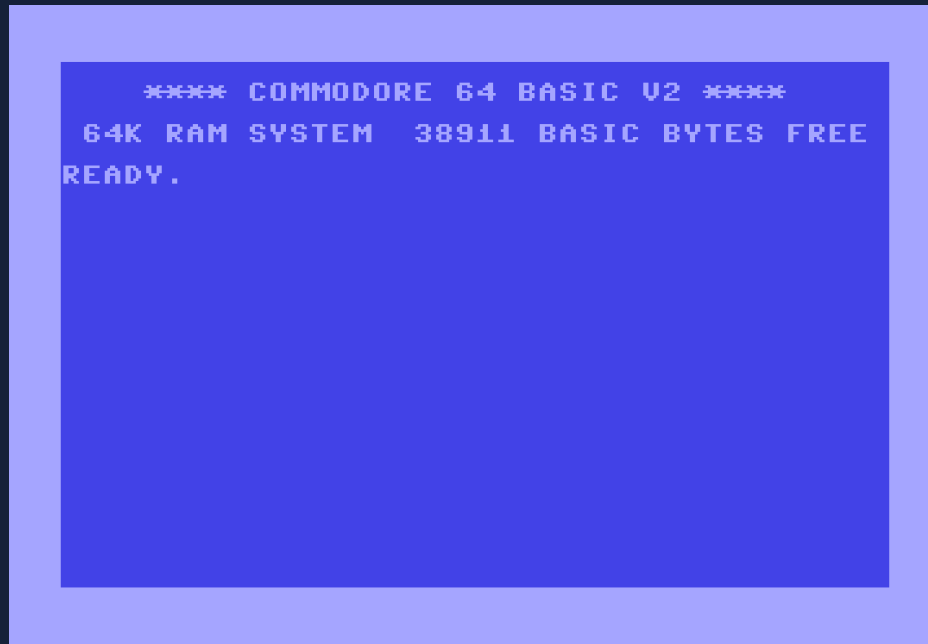 **** COMMODORE 64 BASIC V2 ****
64K RAM SYSTEM  38911 BASIC BYTES FREE
READY.